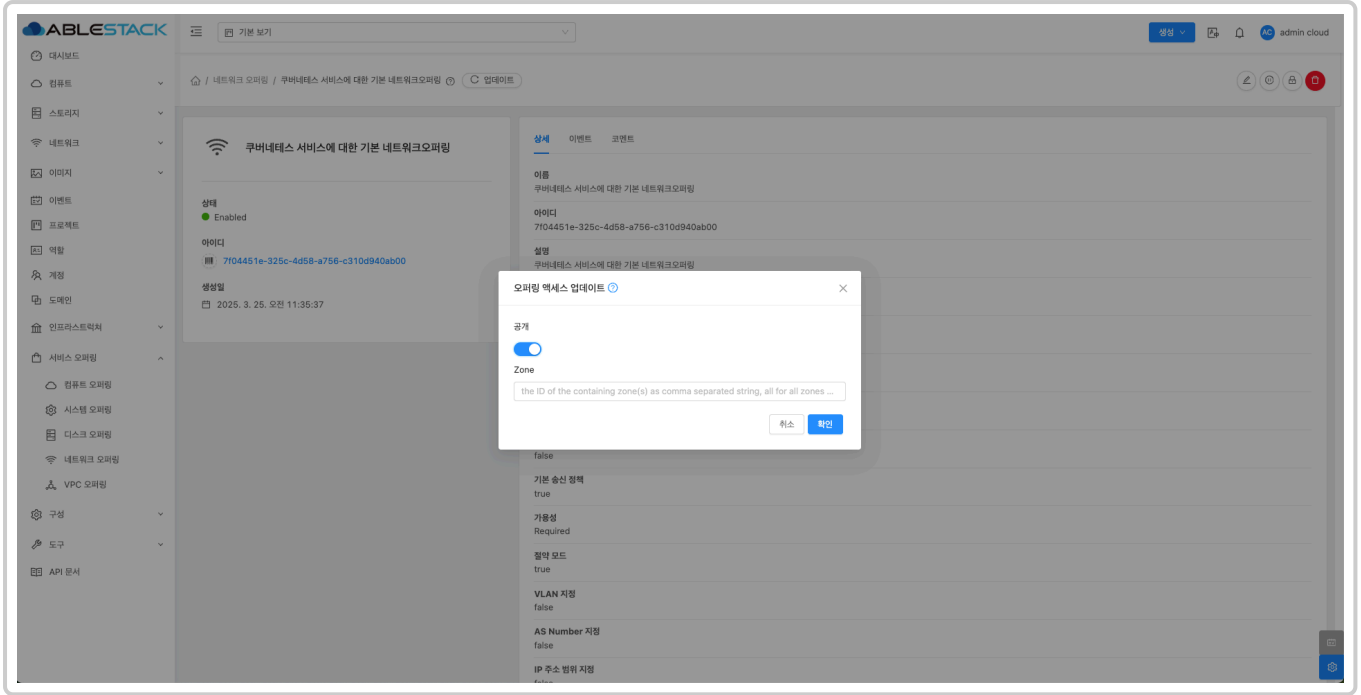 ABLESTACK
기본 보기
생성
admin cloud
대시보드
컴퓨트
스토리지
네트워크
이미지
이벤트
프로젝트
역할
계정
도메인
인프라스트럭쳐
서비스 오퍼링
컴퓨트 오퍼링
시스템 오퍼링
디스크 오퍼링
네트워크 오퍼링
VPC 오퍼링
구성
도구
API 문서
/ 네트워크 오퍼링 / 쿠버네티스 서비스에 대한 기본 네트워크오퍼링 업데이트
쿠버네테스 서비스에 대한 기본 네트워크오퍼링
상태
Enabled
아이디
7f04451e-325c-4d58-a756-c310d940ab00
생성일
2025. 3. 25. 오전 11:35:37
상세 이벤트 코멘트
이름
쿠버네테스 서비스에 대한 기본 네트워크오퍼링
아이디
7f04451e-325c-4d58-a756-c310d940ab00
설명
쿠버네테스 서비스에 대한 기본 네트워크오퍼링
오퍼링 액세스 업데이트
공개
Zone
the ID of the containing zone(s) as comma separated string, all for all zones ...
취소 확인
false
기본 송신 정책
true
가용성
Required
절약 모드
true
VLAN 지정
false
AS Number 지정
false
IP 주소 범위 지정
false